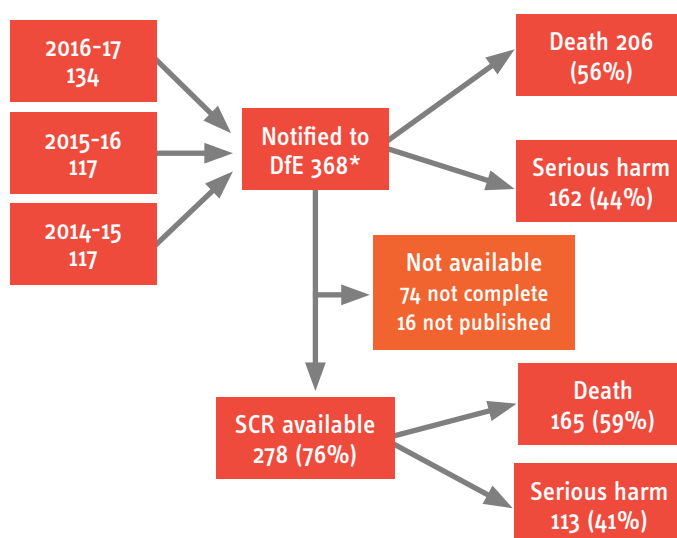 2016-17
134
2015-16
117
2014-15
117
Notified to
DfE 368*
Death 206
(56%)
Serious harm
162 (44%)
Not available
74 not complete
16 not published
SCR available
278 (76%)
Death
165 (59%)
Serious harm
113 (41%)